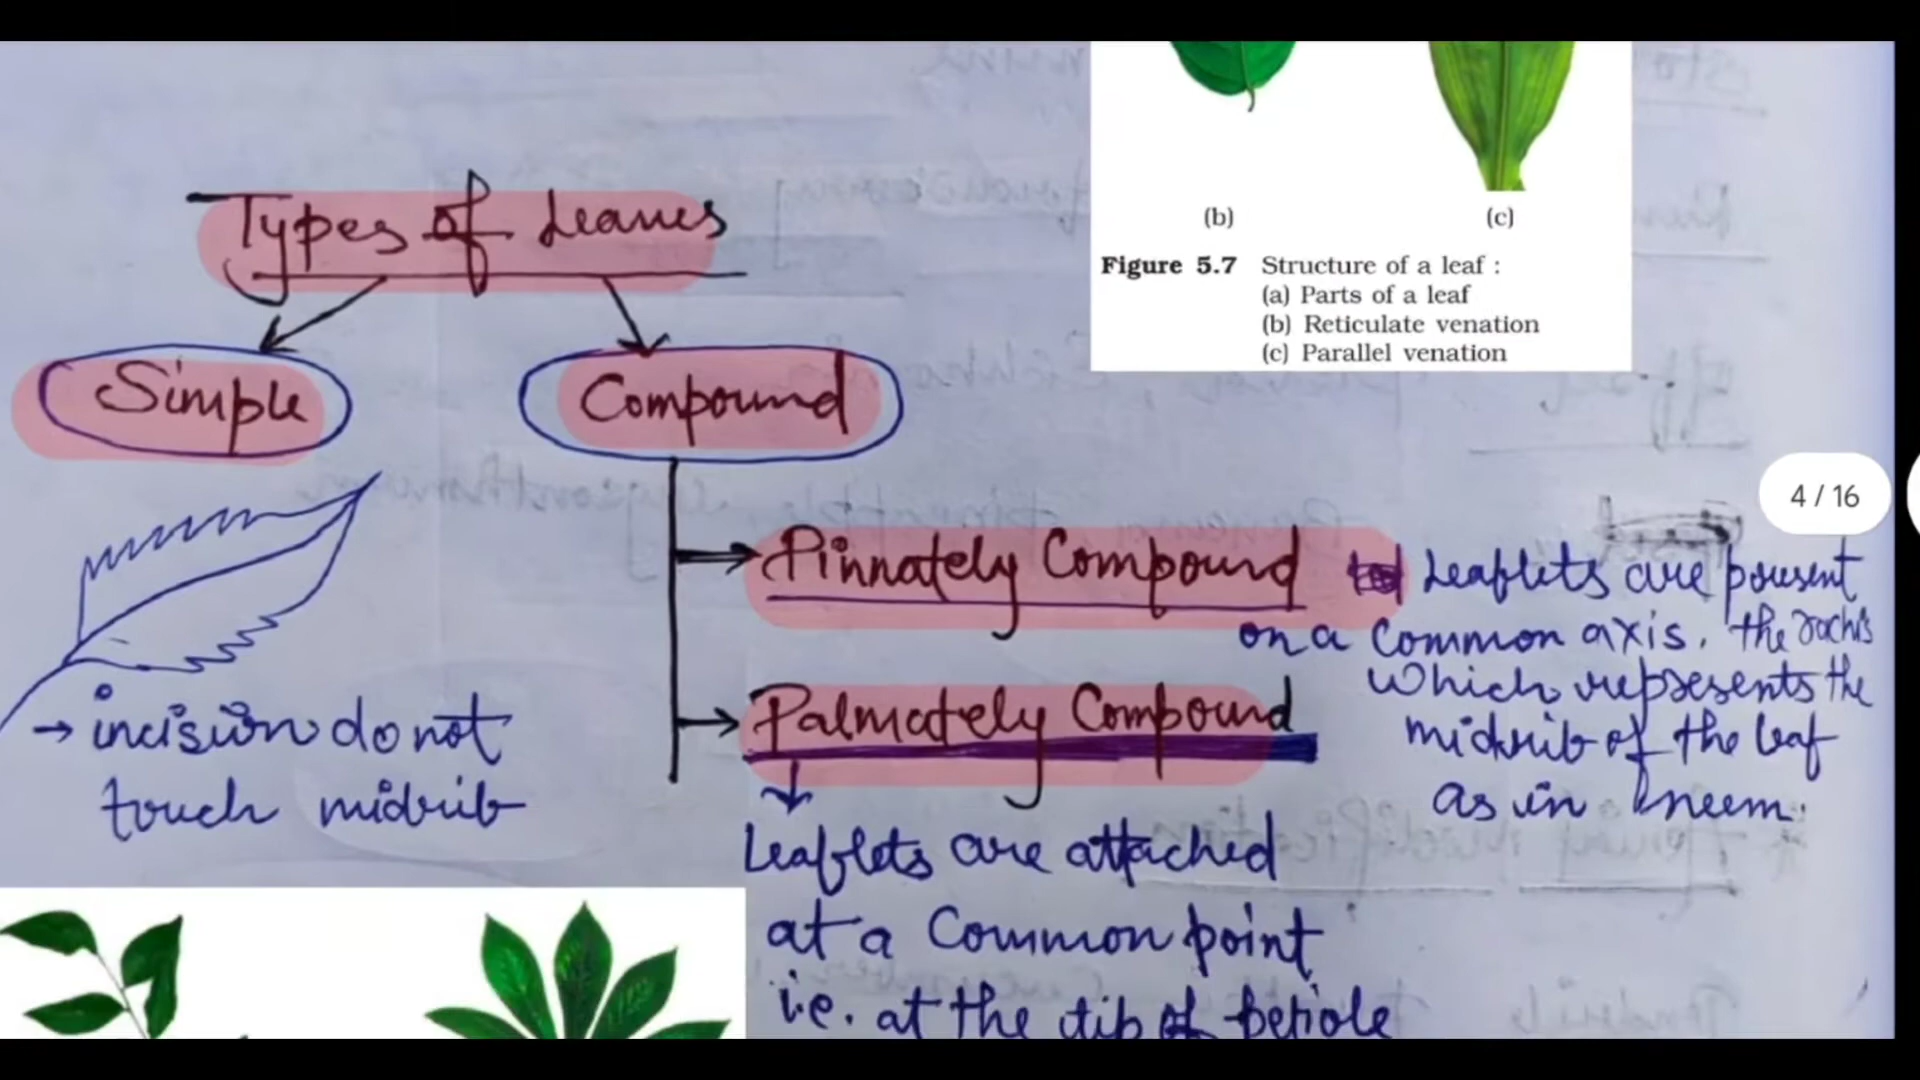 (b) (c)
Figure 5.7 Structure of a leaf :
(a) Parts of a leaf
(b) Reticulate venation
(c) Parallel venation
Types of Leaves
Simple Compound
4 / 16
Pinnately Compound Leaflets are present
on a Common axis, the rachis
which represents the
midrib of the leaf
as in neem.
Palmately Compound
→ incision do not
touch midrib
Leaflets are attached
at a Common point
i.e. at the tip of petiole